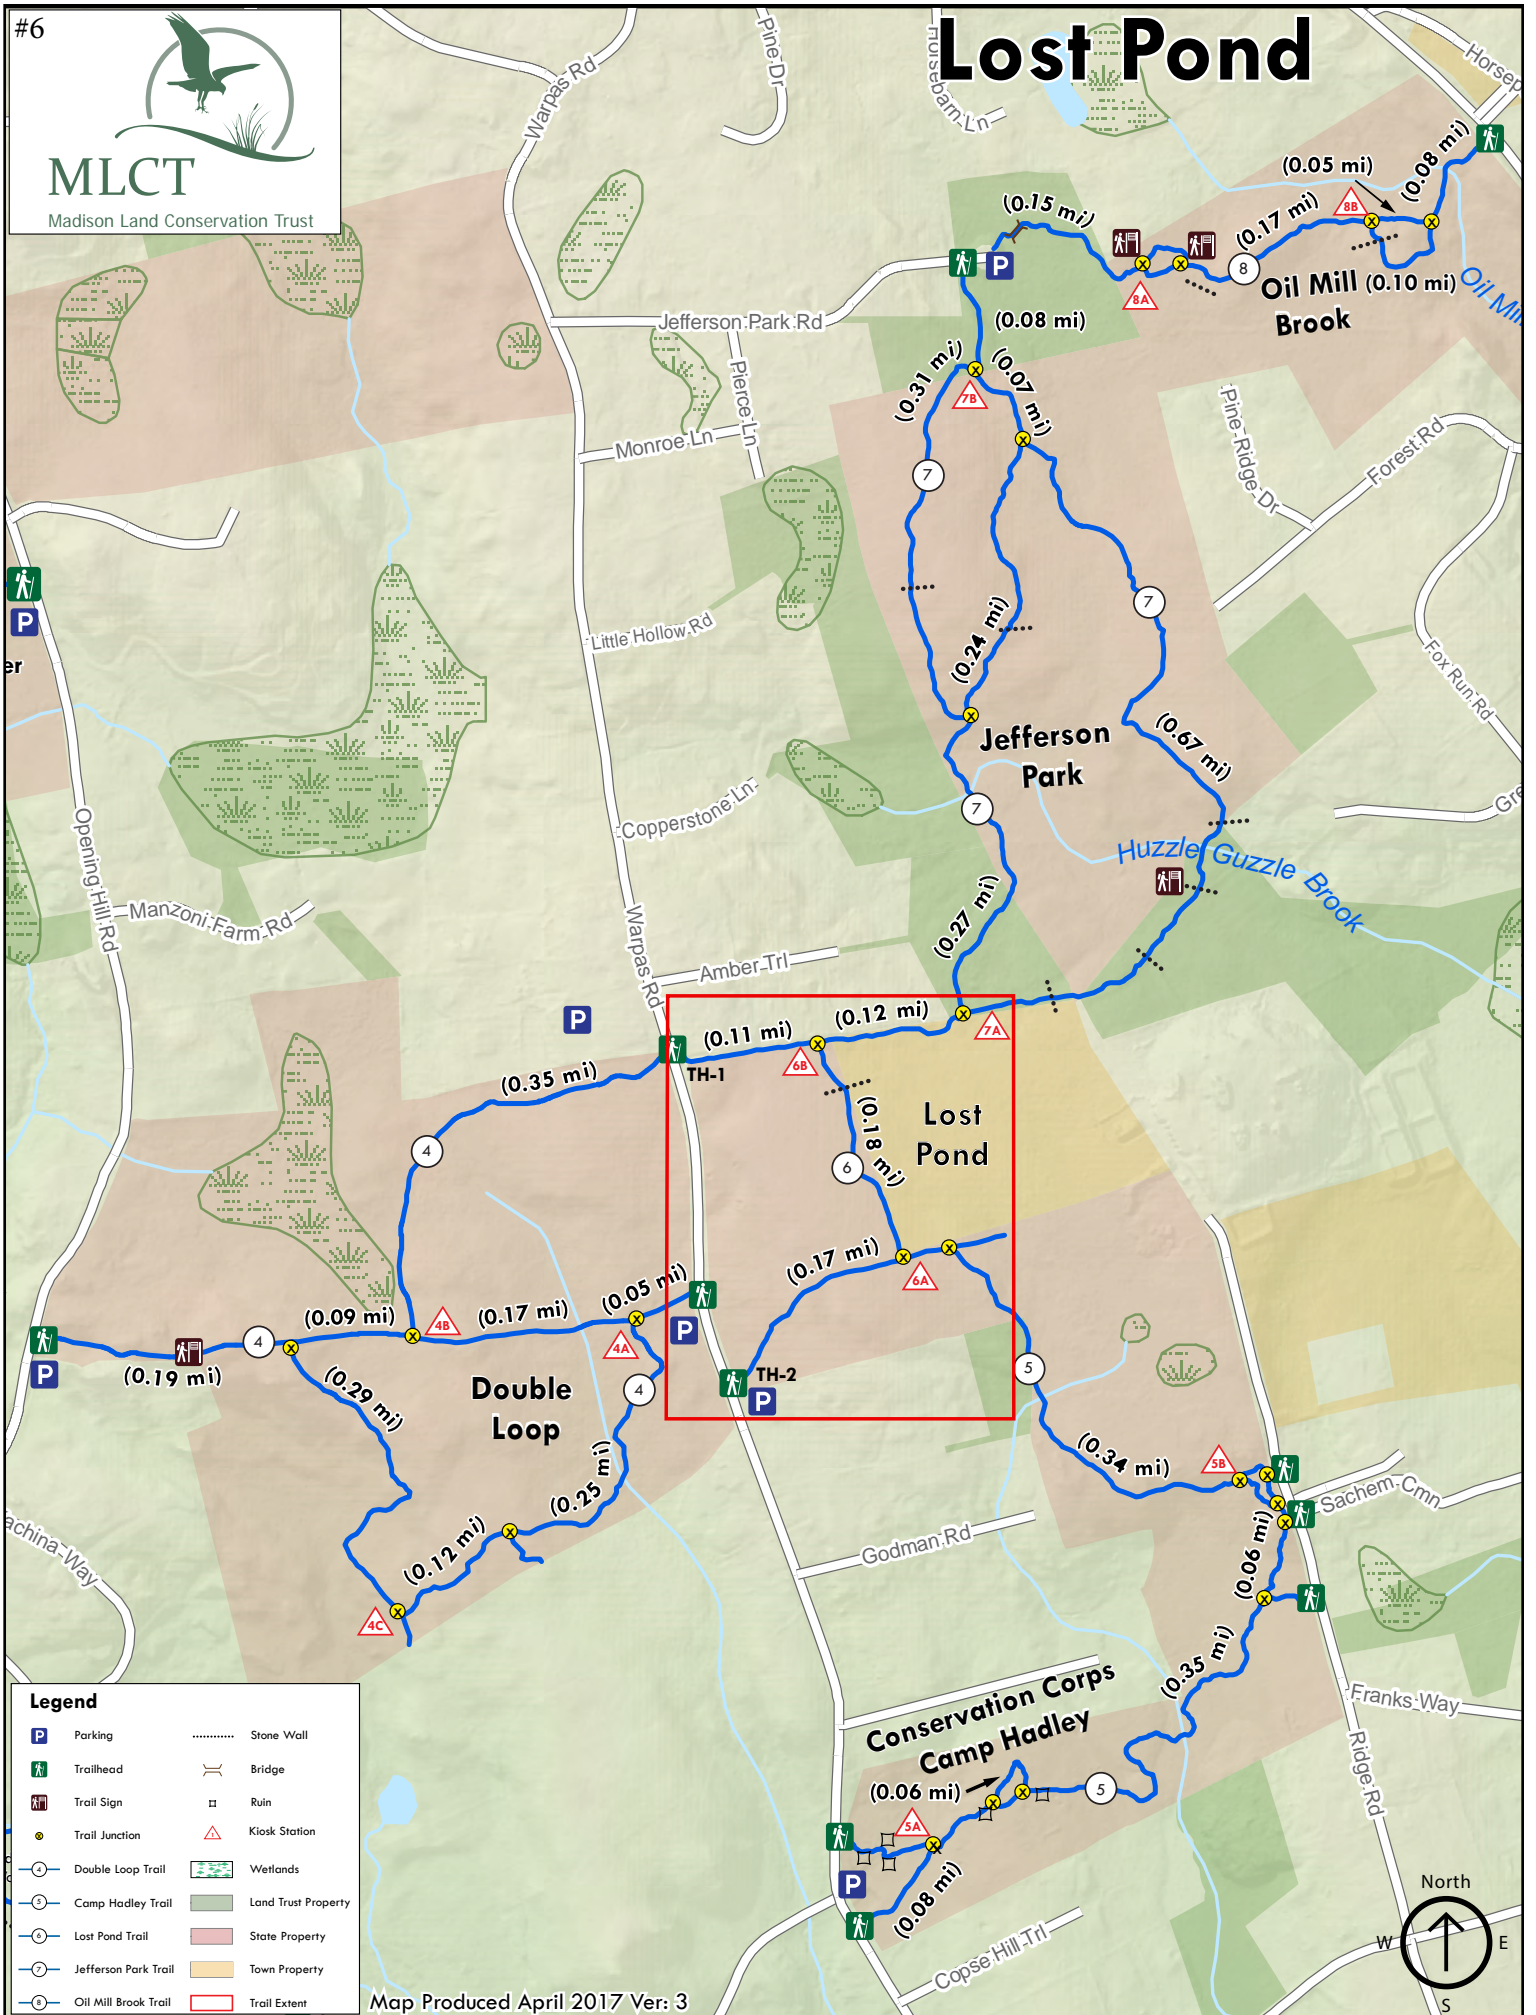 #6
MLCT
Madison Land Conservation Trust
Lost Pond
Warpas Rd
Pine Dr
Horsebarn Ln
Horsep
(0.05 mi)
(0.08 mi)
8B
(0.15 mi)
(0.17 mi)
P
8
8A
Oil Mill
Brook
(0.10 mi)
Oil Mil
Jefferson Park Rd
(0.08 mi)
(0.31 mi)
(0.07 mi)
7B
Pierce Ln
Monroe Ln
Pine Ridge Dr
Forest Rd
7
7
P
er
Little Hollow Rd
(0.24 mi)
Fox Run Rd
Jefferson
Park
(0.67 mi)
Copperstone Ln
7
Gre
Opening Hill Rd
Huzzle Guzzle Brook
Manzoni Farm Rd
Warpas Rd
(0.27 mi)
Amber Trl
P
(0.11 mi)
(0.12 mi)
7A
6B
TH-1
(0.35 mi)
Lost
Pond
(0.18 mi)
4
6
(0.17 mi)
6A
(0.05 mi)
(0.09 mi)
4B
(0.17 mi)
4A
P
4
P
(0.19 mi)
TH-2
P
5
(0.29 mi)
Double
Loop
4
(0.34 mi)
5B
(0.25 mi)
Sachem Cmn
achina Way
Godman Rd
(0.12 mi)
(0.06 mi)
4C
(0.35 mi)
Conservation Corps
Camp Hadley
Franks Way
Ridge Rd
(0.06 mi)
5
5A
P
(0.08 mi)
Copse Hill Trl
Legend
P Parking
Stone Wall
Trailhead
Bridge
Trail Sign
Ruin
Trail Junction
Kiosk Station
4 Double Loop Trail
Wetlands
5 Camp Hadley Trail
Land Trust Property
6 Lost Pond Trail
State Property
7 Jefferson Park Trail
Town Property
8 Oil Mill Brook Trail
Trail Extent
Map Produced April 2017 Ver: 3
North
W
E
S